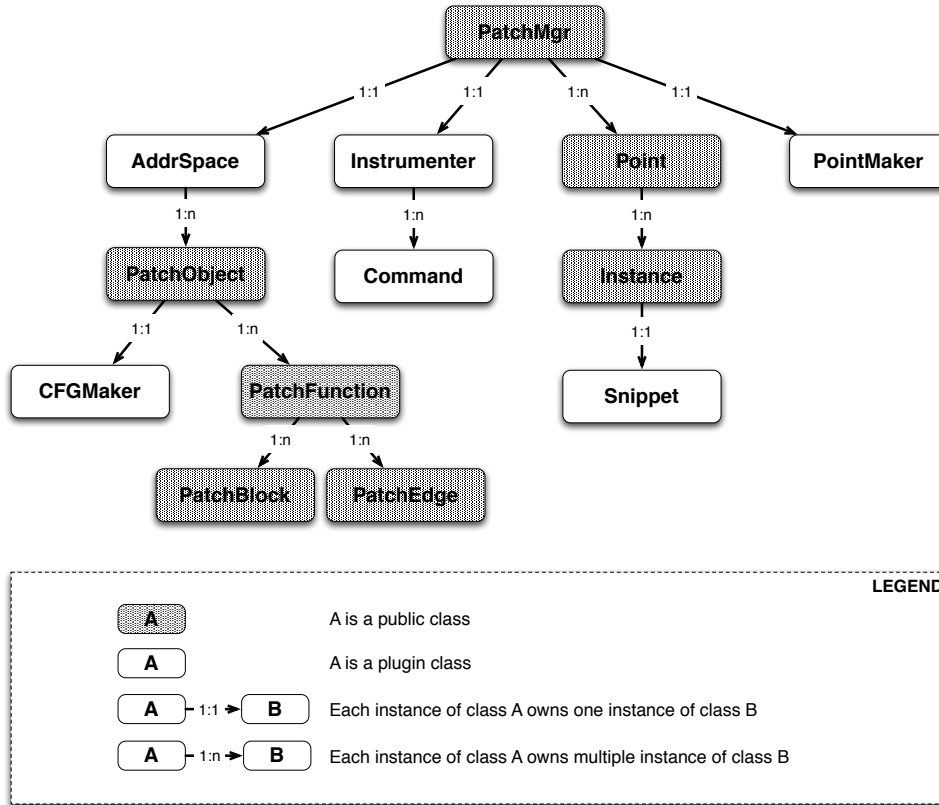 PatchMgr
1:1
1:1
1:n
1:1
AddrSpace
Instrumenter
Point
PointMaker
1:n
1:n
1:n
PatchObject
Command
Instance
1:1
1:n
1:1
CFGMaker
PatchFunction
Snippet
1:n
1:n
PatchBlock
PatchEdge
LEGEND
A
A is a public class
A
A is a plugin class
A 1:1 B Each instance of class A owns one instance of class B
A 1:n B Each instance of class A owns multiple instance of class B